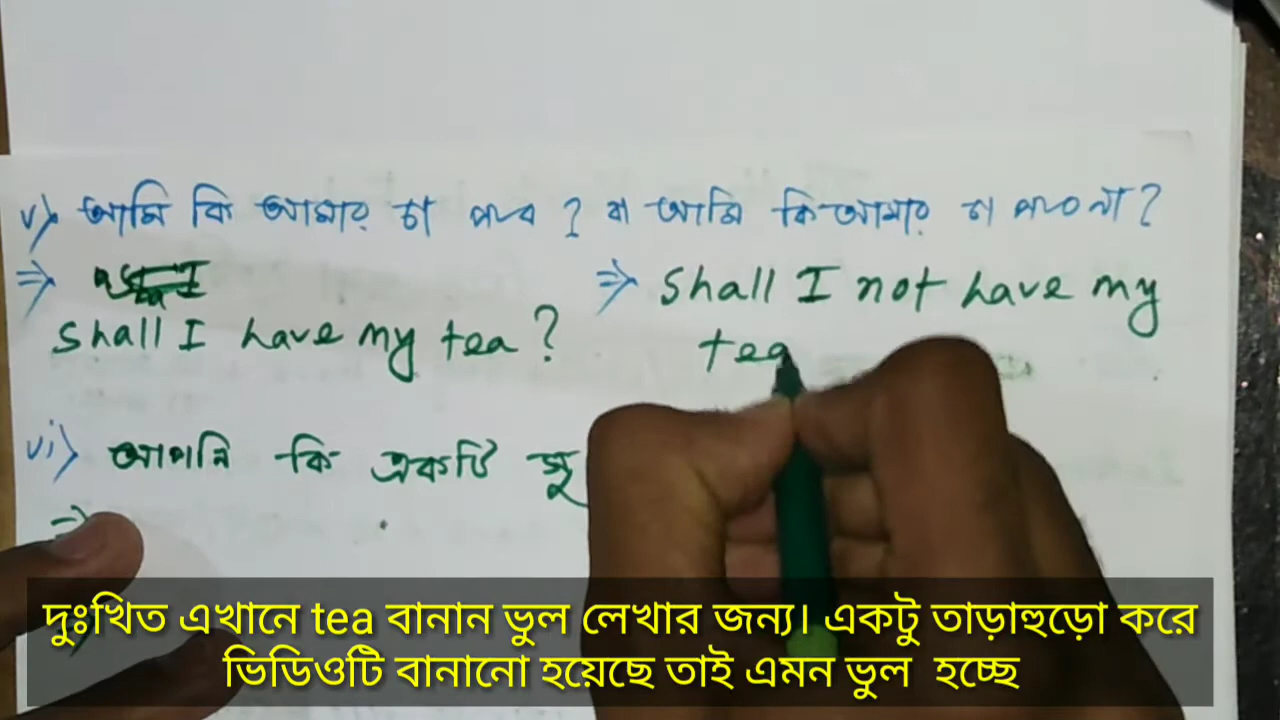 v) আমি কি আমার চা পাব ? বা আমি কি আমার চা পাব না ?
⇒ ⇒ Shall I not have my
Shall I have my tea ? tea
vi) আপনি কি একটি সু
⇒
দুঃখিত এখানে tea বানান ভুল লেখার জন্য। একটু তাড়াহুড়ো করে
ভিডিওটি বানানো হয়েছে তাই এমন ভুল হচ্ছে